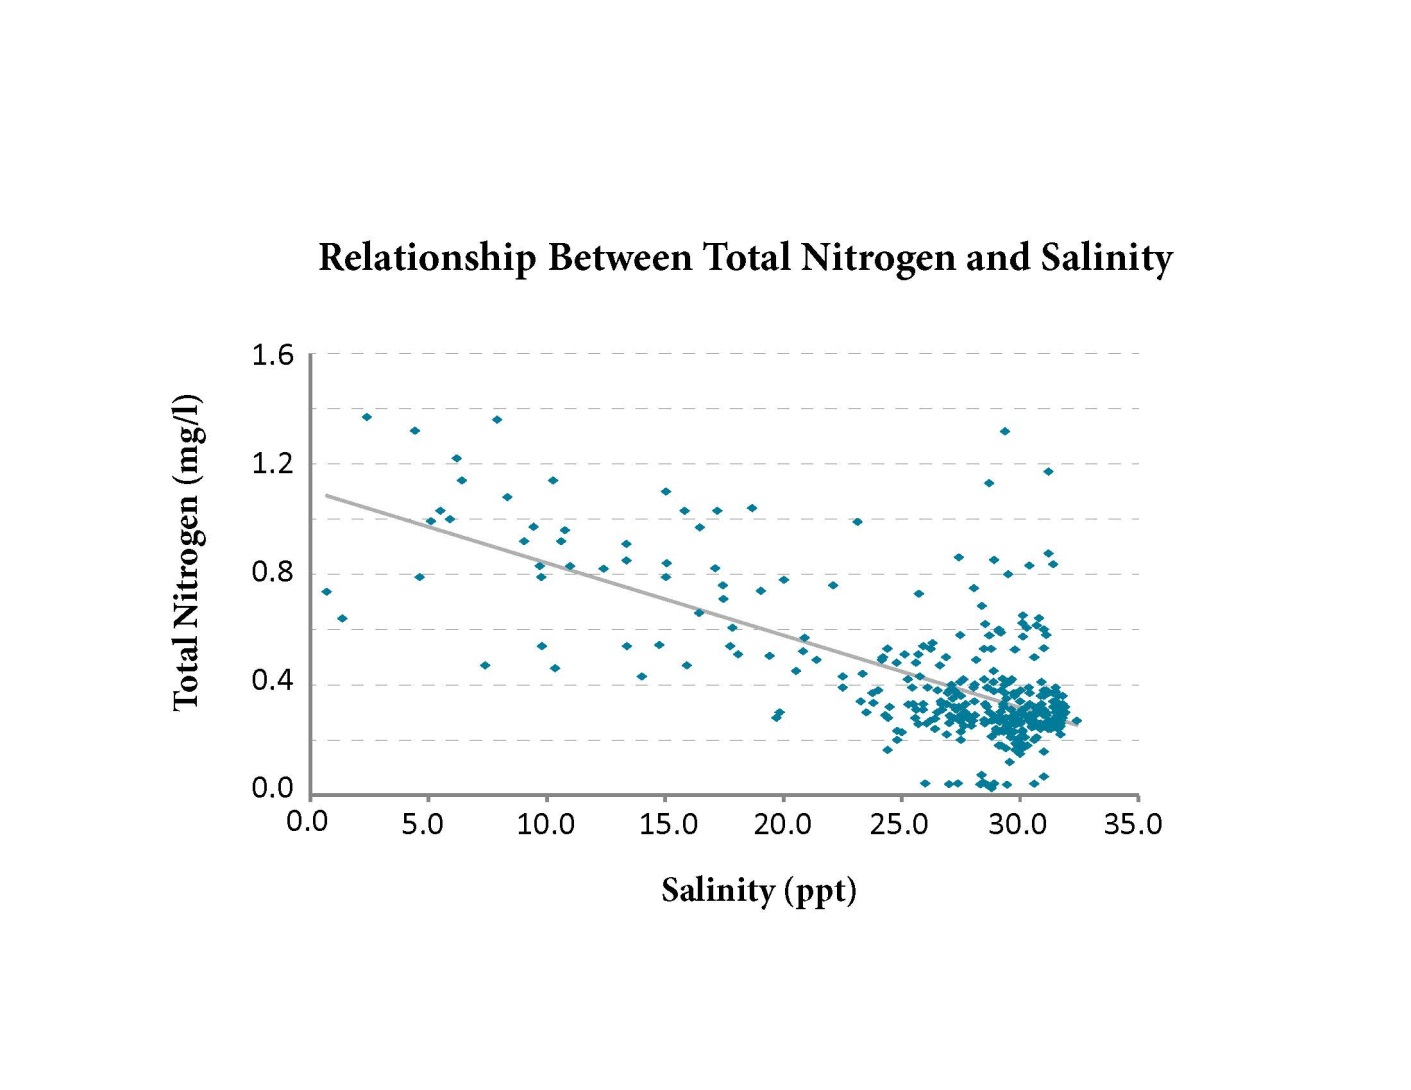 Relationship Between Total Nitrogen and Salinity
1.6
1.2
0.8
0.4
0.0
Total Nitrogen (mg/l)
0.0 5.0 10.0 15.0 20.0 25.0 30.0 35.0
Salinity (ppt)